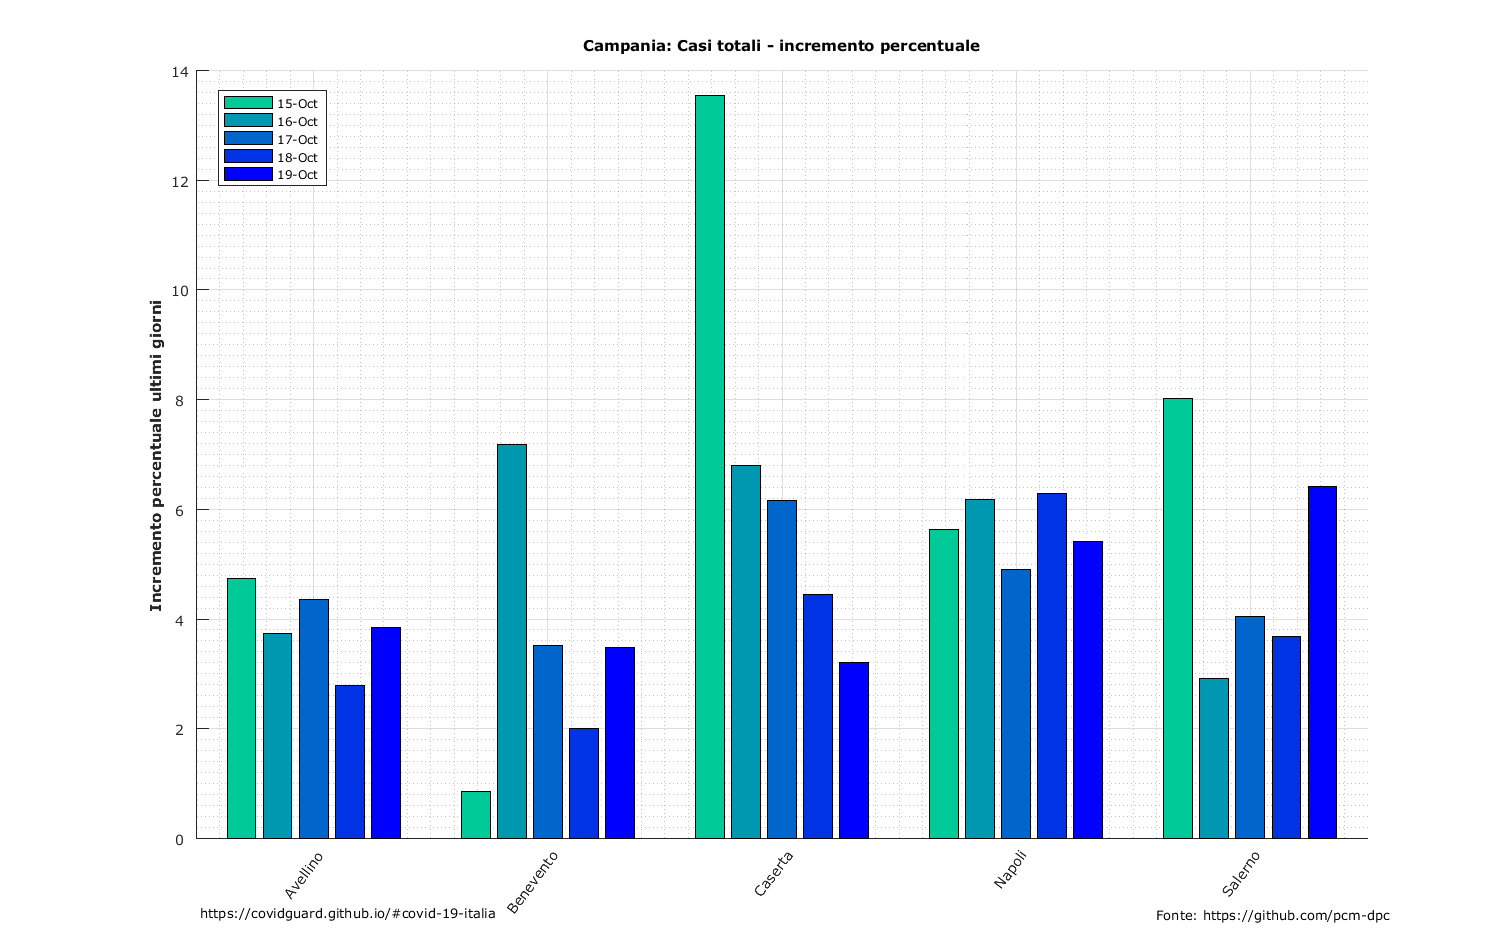 Campania: Casi totali - incremento percentuale
14
12
10
8
6
4
2
0
Incremento percentuale ultimi giorni
15-Oct
16-Oct
17-Oct
18-Oct
19-Oct
Avellino
Benevento
Caserta
Napoli
Salerno
https://covidguard.github.io/#covid-19-italia
Fonte: https://github.com/pcm-dpc